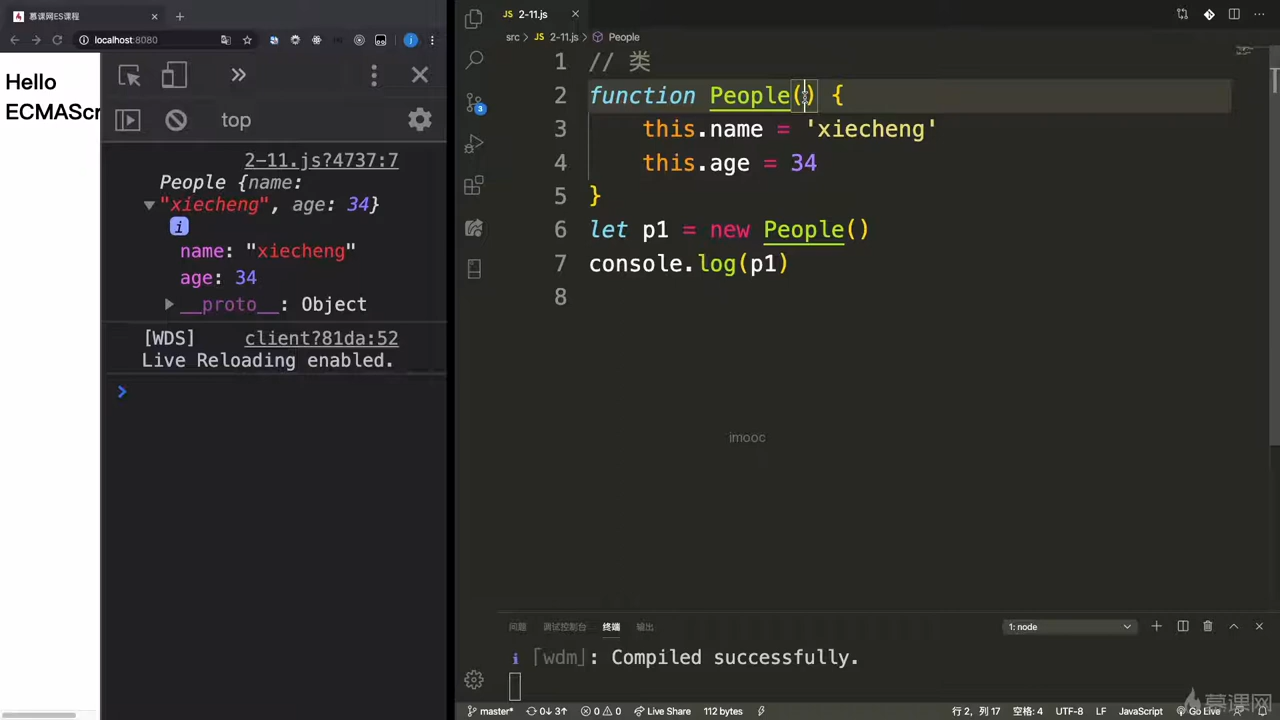 慕课网ES课程
localhost:8080
Hello
ECMAScr
top
2-11.js?4737:7
People {name:
"xiecheng", age: 34}
name: "xiecheng"
age: 34
__proto__: Object
[WDS]
client?81da:52
Live Reloading enabled.
2-11.js
src > JS 2-11.js > People
1 // 类
2 function People() {
3 this.name = 'xiecheng'
4 this.age = 34
5 }
6 let p1 = new People()
7 console.log(p1)
8
imooc
3
问题 调试控制台 终端 输出
1: node
i ｢wdm｣: Compiled successfully.
master* 0↓ 3↑ 0 0 Live Share 112 bytes 行 2, 列 17 空格: 4 UTF-8 LF JavaScript Go Live
慕课网